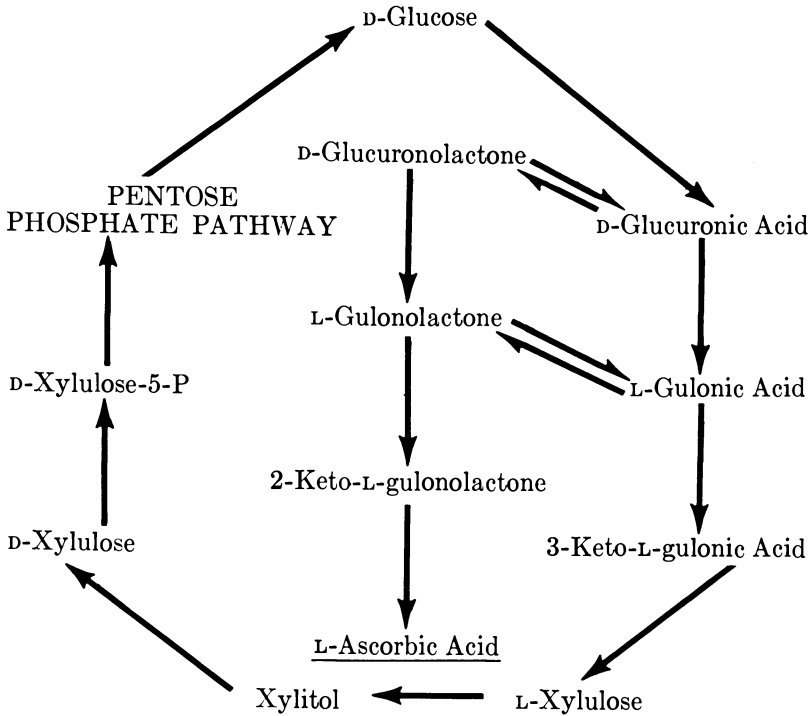 D-Glucose
D-Glucuronolactone
PENTOSE
PHOSPHATE PATHWAY
D-Glucuronic Acid
L-Gulonolactone
D-Xylulose-5-P
L-Gulonic Acid
2-Keto-L-gulonolactone
D-Xylulose
3-Keto-L-gulonic Acid
L-Ascorbic Acid
Xylitol
L-Xylulose